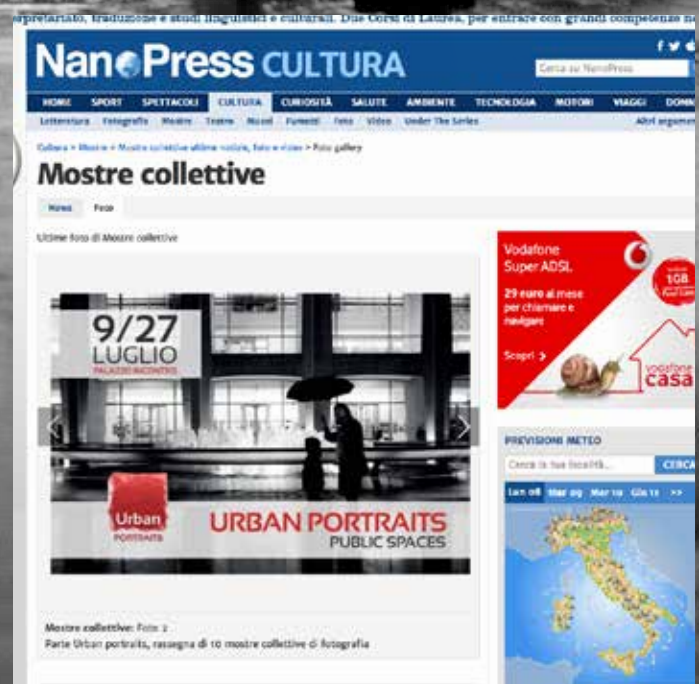 rpretariato, traduzione e studi linguistici e culturali. Due Corsi di Laurea, per entrare con grandi competenze n
NanoPress CULTURA
Cerca su NanoPress
HOME SPORT SPETTACOLI CULTURA CURIOSITÀ SALUTE AMBIENTE TECNOLOGIA MOTORI VIAGGI DONN
Letteratura Fotografia Mostre Teatro Musei Fumetti Foto Video Under The Series Altri argomen
Cultura > Mostre > Mostre collettive ultime notizie, foto e video > Foto gallery
Mostre collettive
News Foto
Ultime foto di Mostre collettive
9/27
LUGLIO
PALAZZO INCONTRO
Urban
PORTRAITS
URBAN PORTRAITS
PUBLIC SPACES
Mostre collettive: Foto 2
Parte Urban portraits, rassegna di 10 mostre collettive di fotografia
Vodafone
Super ADSL.
29 euro al mese
per chiamare e
navigare
Scopri >
1GB
vodafone
casa
PREVISIONI METEO
Cerca la tua località... CERCA
Lun 08 Mar 09 Mer 10 Gio 11 >>